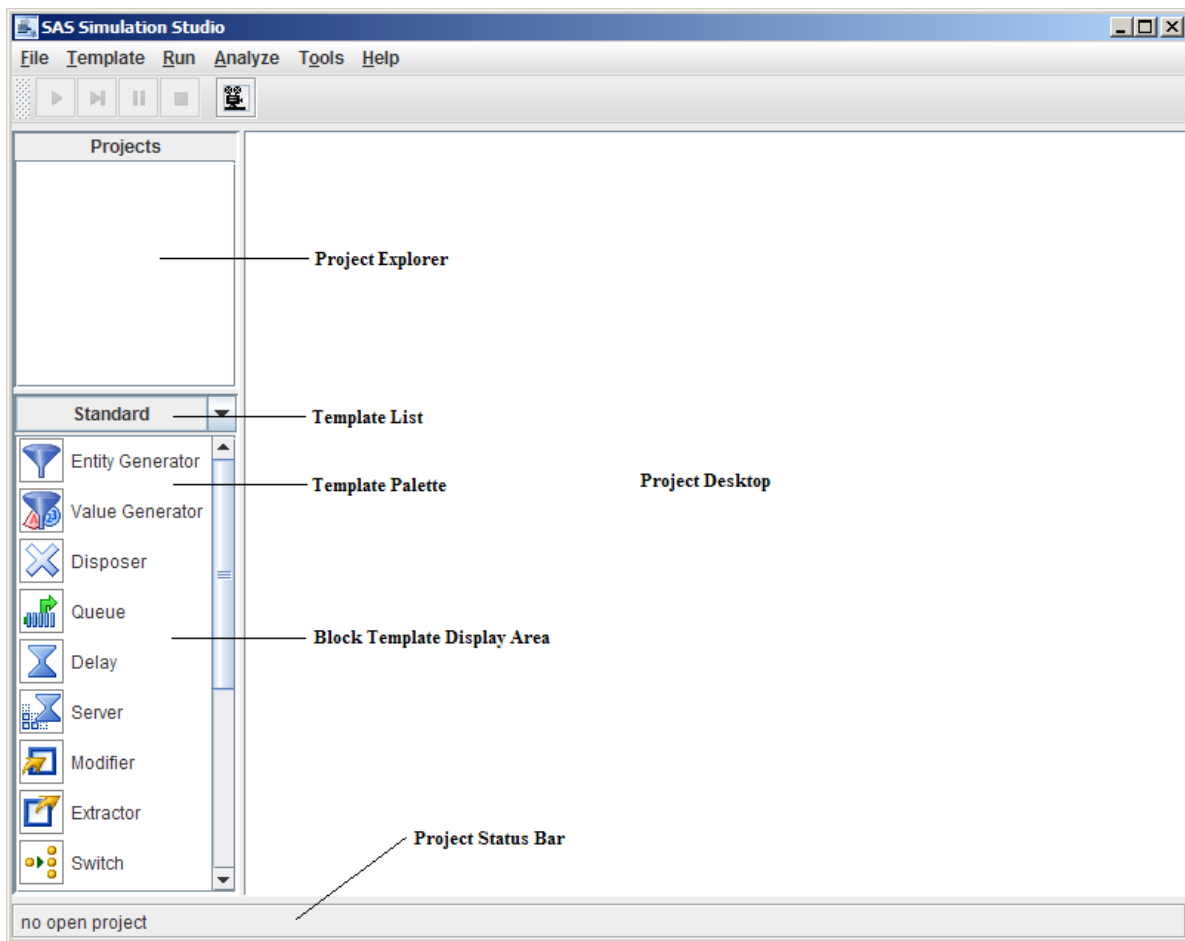 SAS Simulation Studio
File Template Run Analyze Tools Help
Projects
Project Explorer
Standard
Template List
Entity Generator
Template Palette
Project Desktop
Value Generator
Disposer
Queue
Block Template Display Area
Delay
Server
Modifier
Extractor
Project Status Bar
Switch
no open project